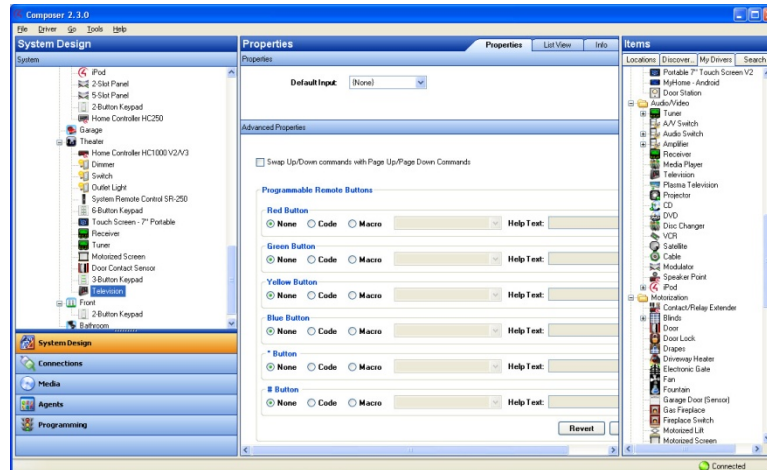 Composer 2.3.0
File Driver Go Tools Help
System Design
System
iPod
2-Slot Panel
5-Slot Panel
2-Button Keypad
Home Controller HC250
Garage
Theater
Home Controller HC1000 V2/V3
Dimmer
Switch
Outlet Light
System Remote Control SR-250
6-Button Keypad
Touch Screen - 7" Portable
Receiver
Tuner
Motorized Screen
Door Contact Sensor
3-Button Keypad
Television
Front
2-Button Keypad
Bathroom
System Design
Connections
Media
Agents
Programming
Properties
Properties List View Info
Properties
Default Input: (None)
Advanced Properties
Swap Up/Down commands with Page Up/Page Down Commands
Programmable Remote Buttons
Red Button
None Code Macro Help Text:
Green Button
None Code Macro Help Text:
Yellow Button
None Code Macro Help Text:
Blue Button
None Code Macro Help Text:
* Button
None Code Macro Help Text:
# Button
None Code Macro Help Text:
Revert
Items
Locations Discover... My Drivers Search
Portable 7" Touch Screen V2
MyHome - Android
Door Station
Audio/Video
Tuner
A/V Switch
Audio Switch
Amplifier
Receiver
Media Player
Television
Plasma Television
Projector
CD
DVD
Disc Changer
VCR
Satellite
Cable
Modulator
Speaker Point
iPod
Motorization
Contact/Relay Extender
Blinds
Door
Door Lock
Drapes
Driveway Heater
Electronic Gate
Fan
Fountain
Garage Door (Sensor)
Gas Fireplace
Fireplace Switch
Motorized Lift
Motorized Screen
Connected